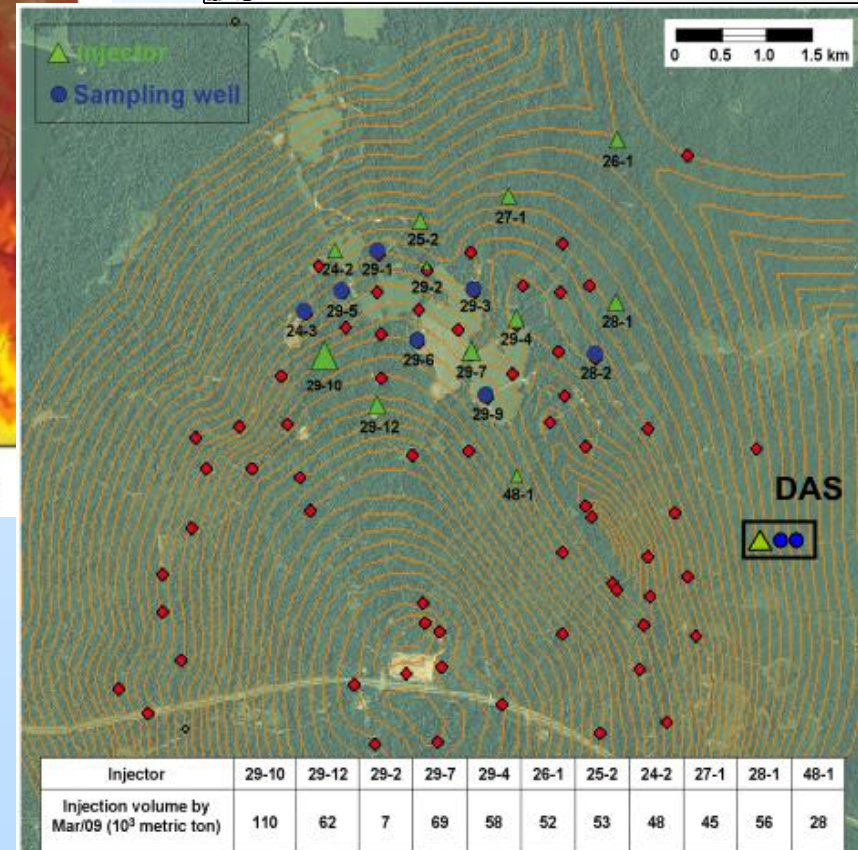 Injector
Sampling well
0 0.5 1.0 1.5 km
26-1
27-1
25-2
24-2 29-1
29-2
29-5 29-3
24-3 29-4 28-1
29-6
29-10 29-7 28-2
29-9
29-12
48-1
DAS
Injector 29-10 29-12 29-2 29-7 29-4 26-1 25-2 24-2 27-1 28-1 48-1
Injection volume by
Mar/09 (10³ metric ton) 110 62 7 69 58 52 53 48 45 56 28